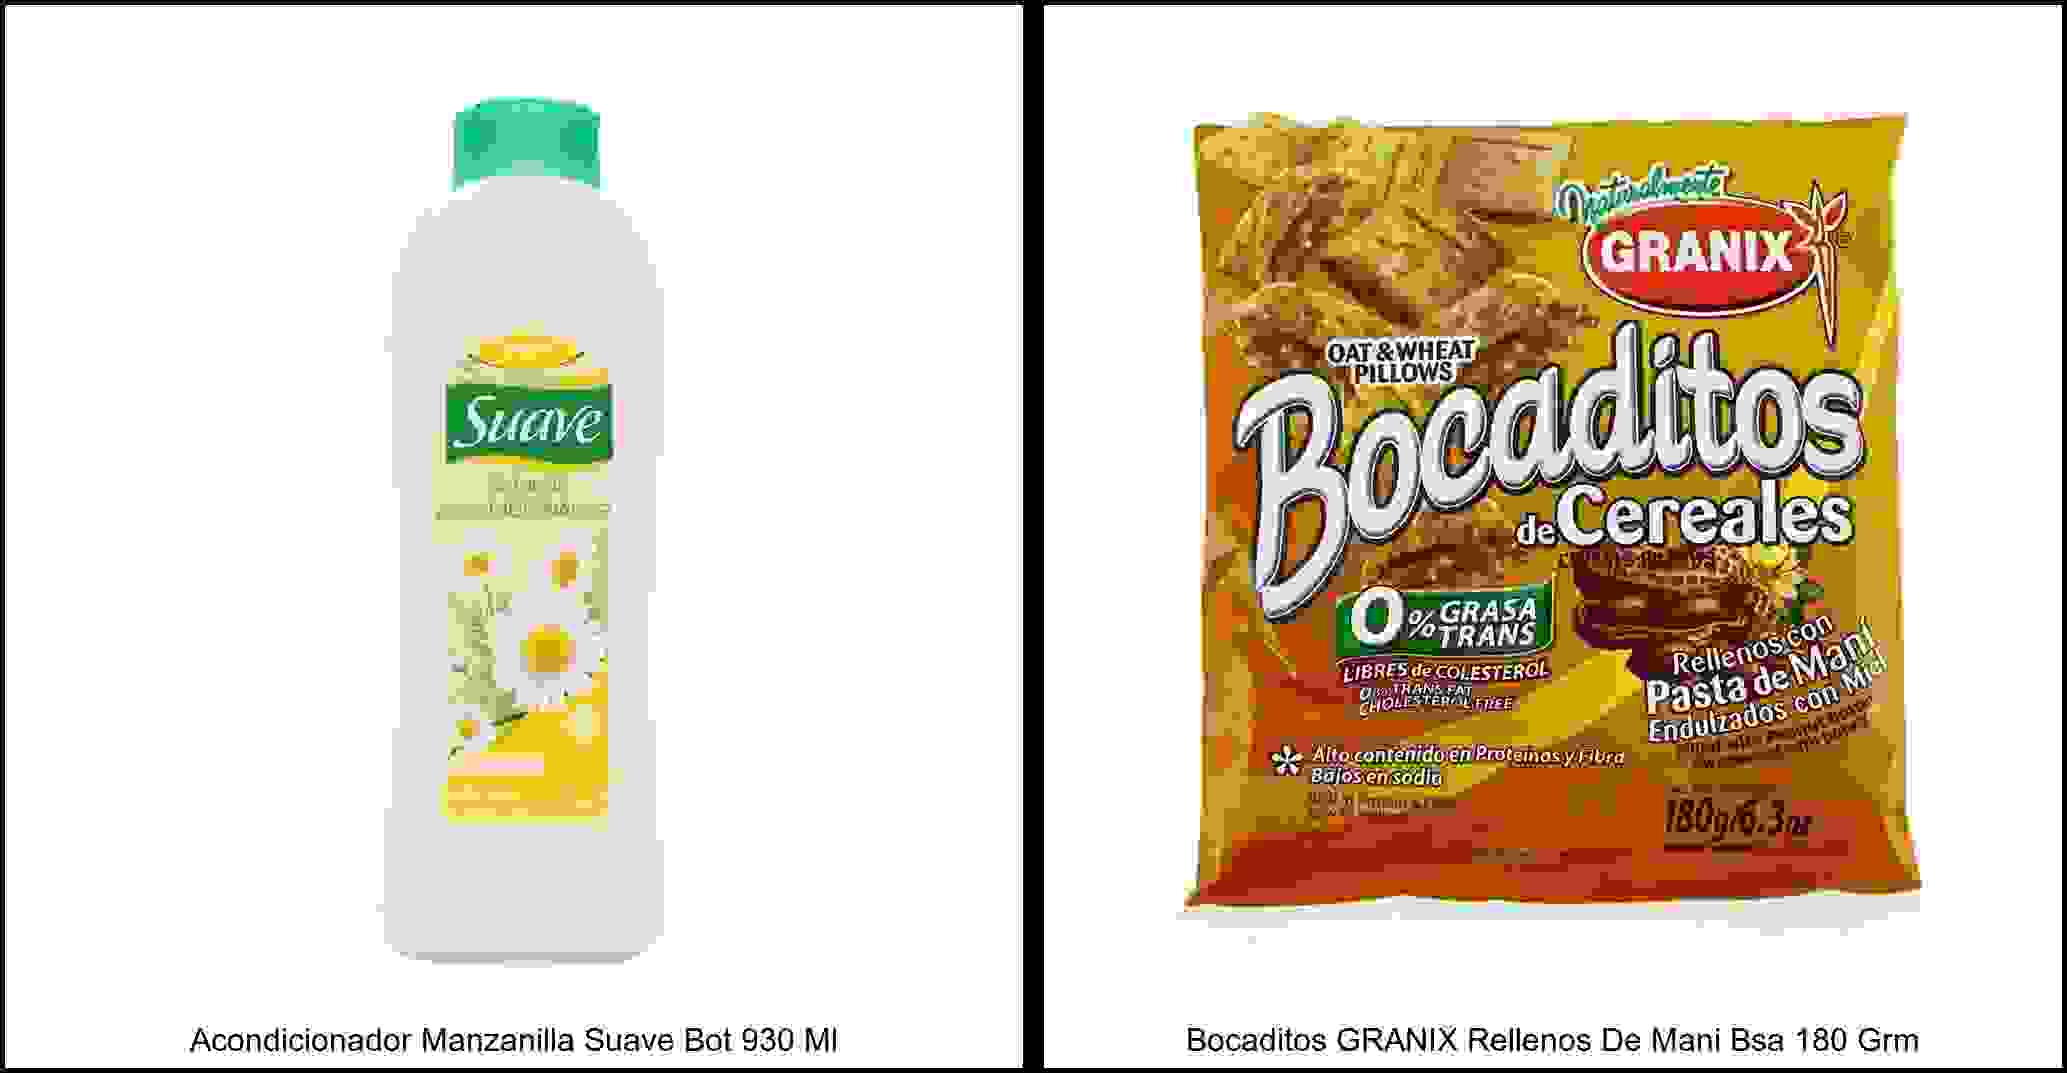 Suave
Acondicionador Manzanilla Suave Bot 930 Ml
Naturalmente
GRANIX
OAT & WHEAT
PILLOWS
Bocaditos
de Cereales
0% GRASA
TRANS
LIBRES de COLESTEROL
0% TRANS FAT
CHOLESTEROL FREE
Rellenos con
Pasta de Maní
Endulzados con Miel
* Alto contenido en Proteínas y Fibra
Bajos en sodio
180g/6.3oz
Bocaditos GRANIX Rellenos De Mani Bsa 180 Grm